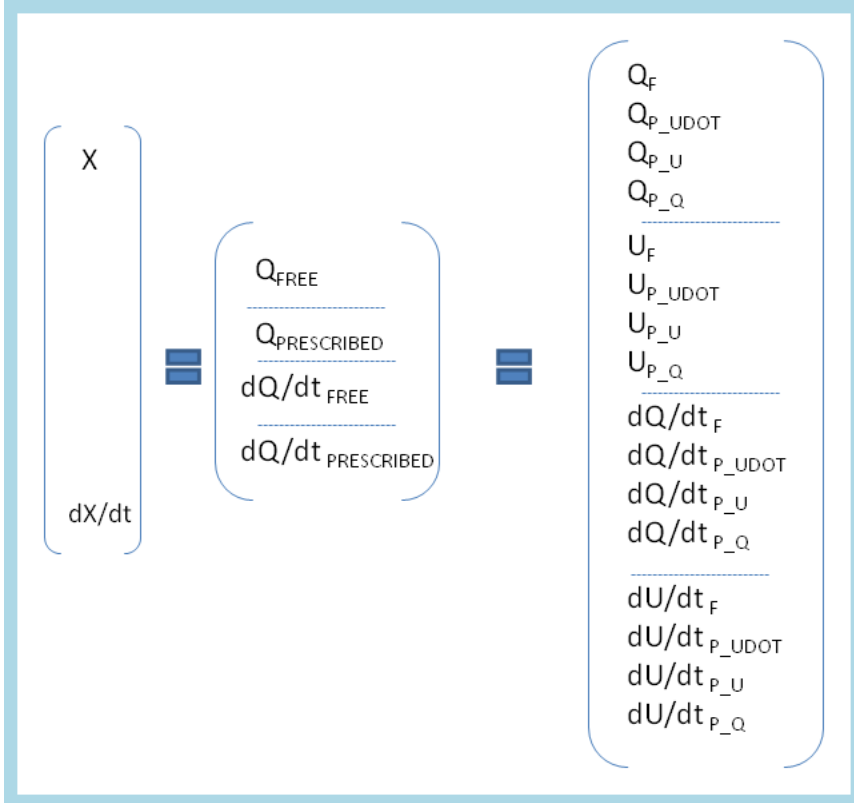 X
dX/dt
Q_FREE
Q_PRESCRIBED
dQ/dt_FREE
dQ/dt_PRESCRIBED
Q_F
Q_P_UDOT
Q_P_U
Q_P_Q
U_F
U_P_UDOT
U_P_U
U_P_Q
dQ/dt_F
dQ/dt_P_UDOT
dQ/dt_P_U
dQ/dt_P_Q
dU/dt_F
dU/dt_P_UDOT
dU/dt_P_U
dU/dt_P_Q